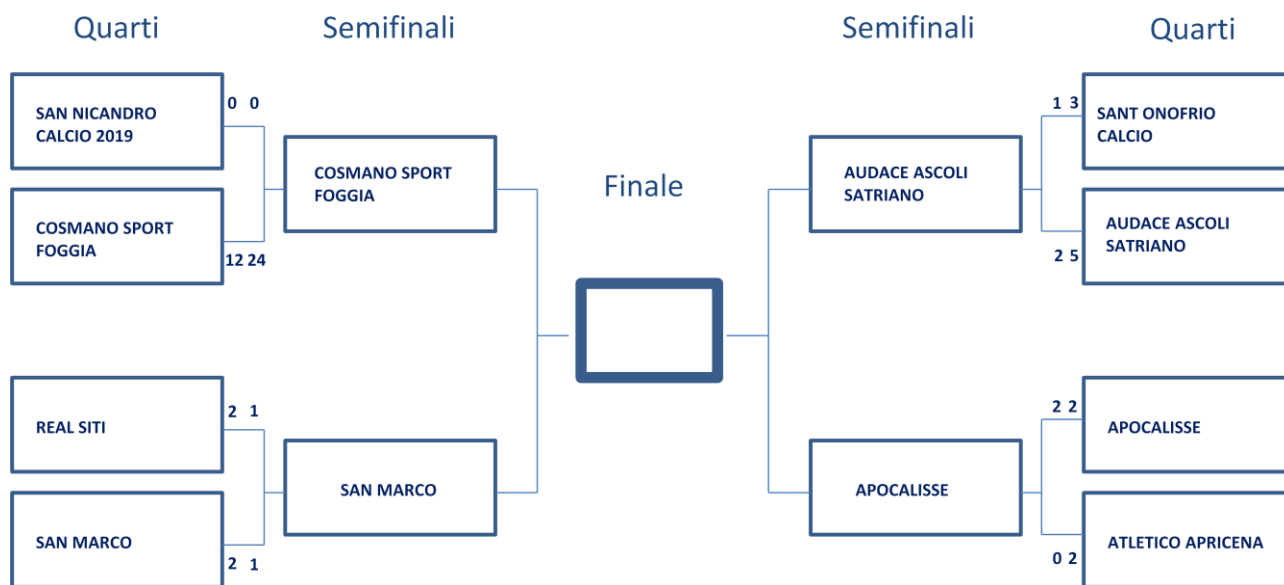 Quarti
Semifinali
Semifinali
Quarti
SAN NICANDRO
CALCIO 2019
0 0
COSMANO SPORT
FOGGIA
12 24
COSMANO SPORT
FOGGIA
REAL SITI
2 1
SAN MARCO
2 1
SAN MARCO
Finale
AUDACE ASCOLI
SATRIANO
1 3
SANT ONOFRIO
CALCIO
AUDACE ASCOLI
SATRIANO
2 5
APOCALISSE
2 2
APOCALISSE
ATLETICO APRICENA
0 2